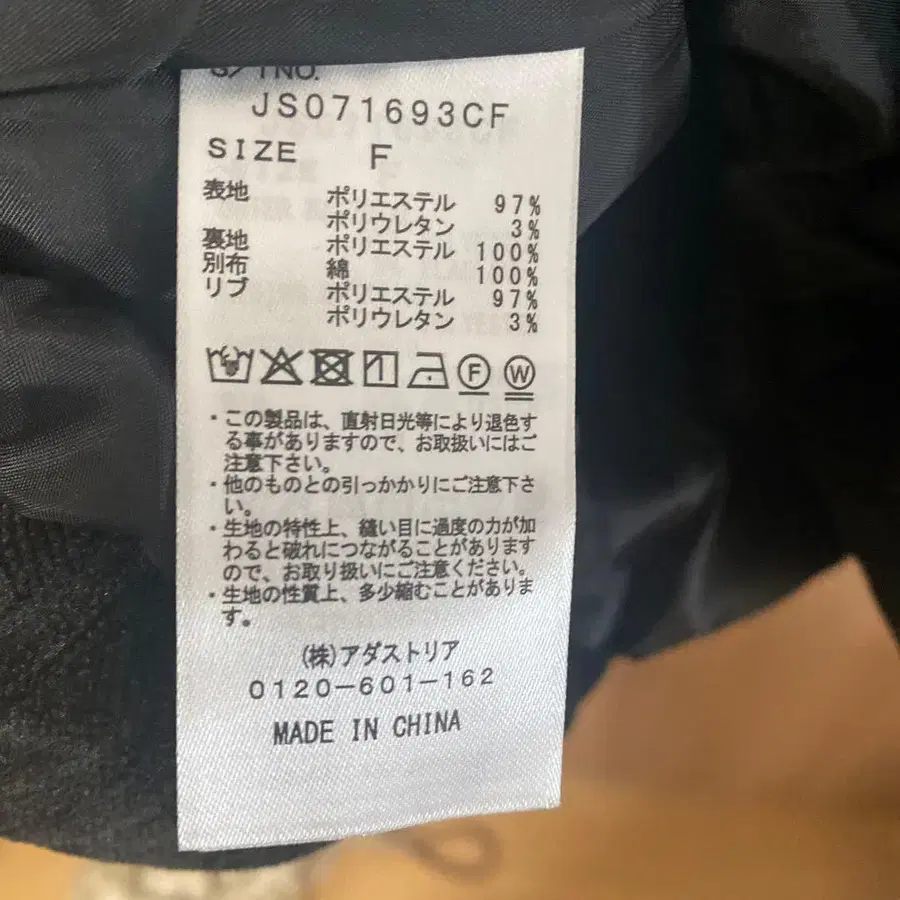 S/TNO.
JS071693CF
SIZE F
表地 ポリエステル 97%
ポリウレタン 3%
裏地 ポリエステル 100%
別布 綿 100%
リブ ポリエステル 97%
ポリウレタン 3%
F W
・この製品は、直射日光等により退色す
る事がありますので、お取扱いにはご
注意下さい。
・他のものとの引っかかりにご注意下さ
い。
・生地の特性上、縫い目に過度の力が加
わると破れにつながることがあります
ので、お取り扱いにご注意ください。
・生地の性質上、多少縮むことがありま
す。
(株)アダストリア
0120-601-162
MADE IN CHINA